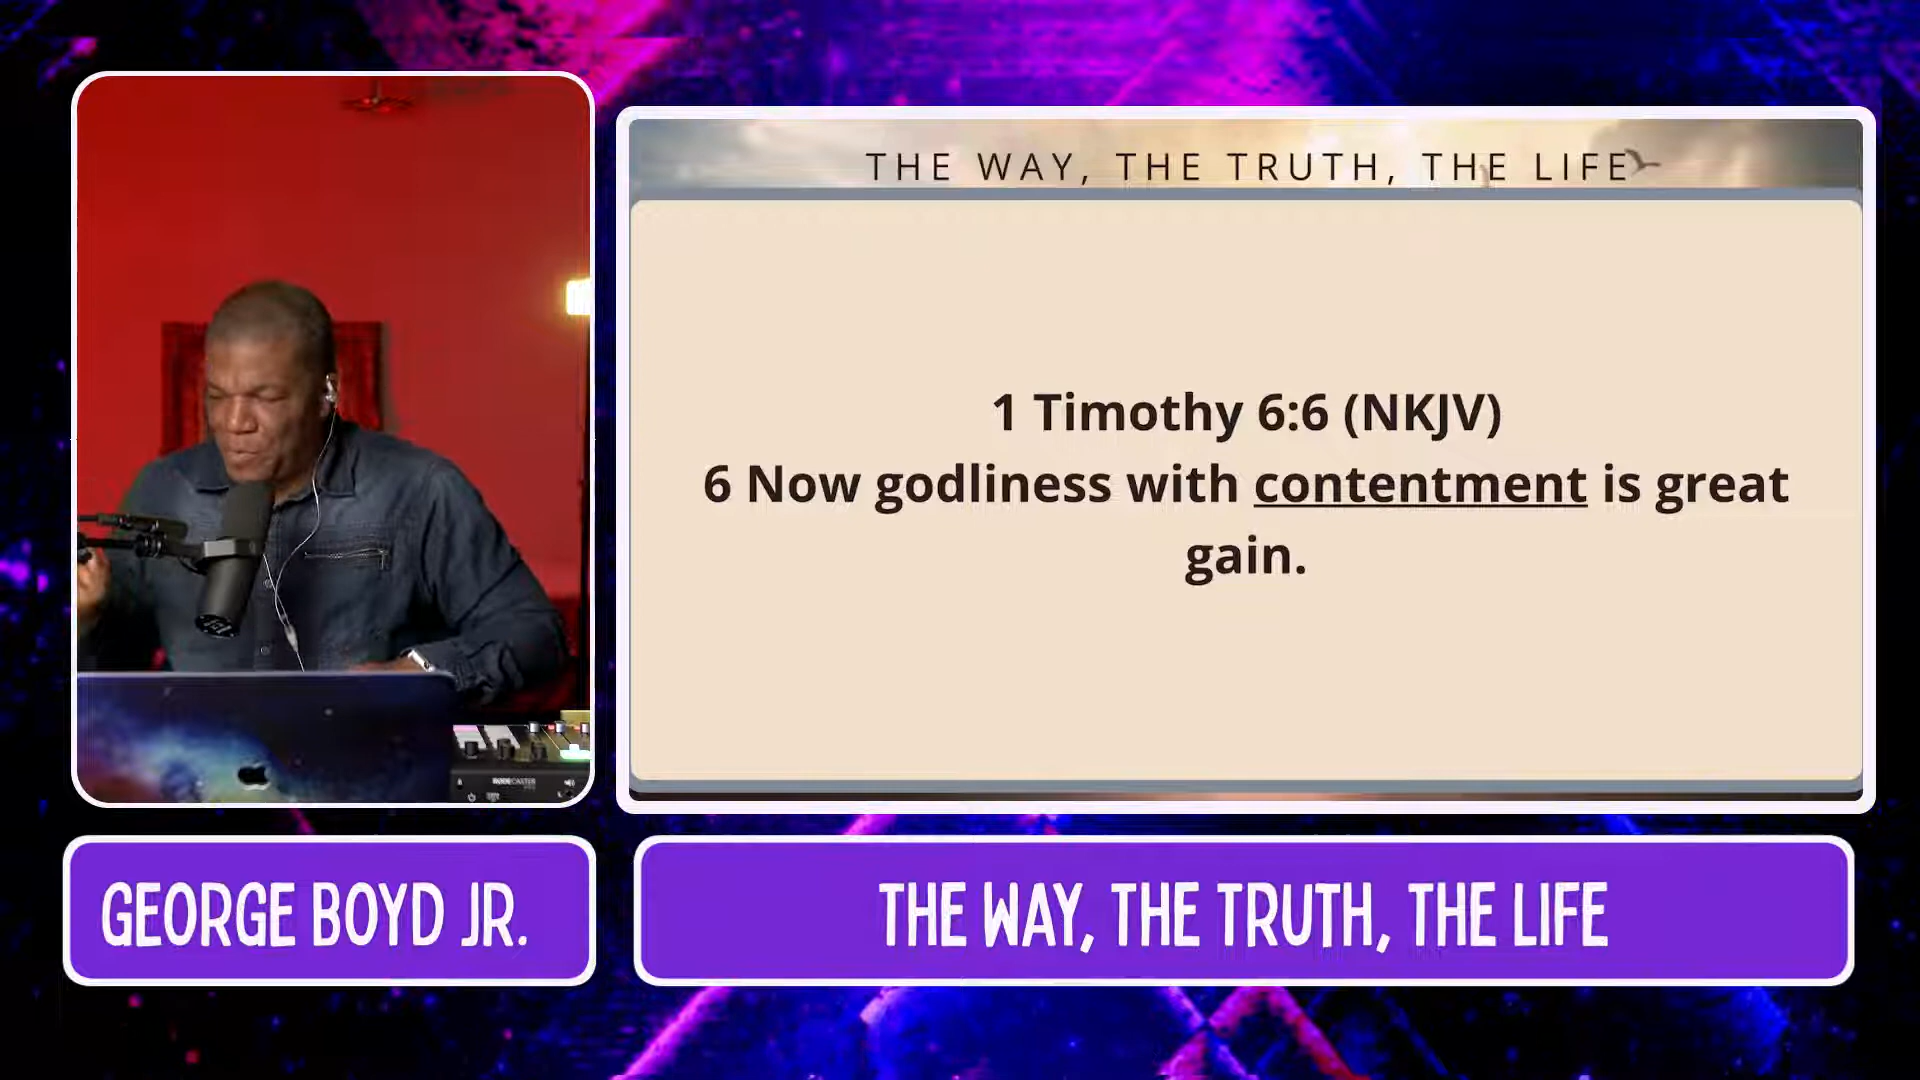 THE WAY, THE TRUTH, THE LIFE
1 Timothy 6:6 (NKJV)
6 Now godliness with contentment is great
gain.
GEORGE BOYD JR.
THE WAY, THE TRUTH, THE LIFE